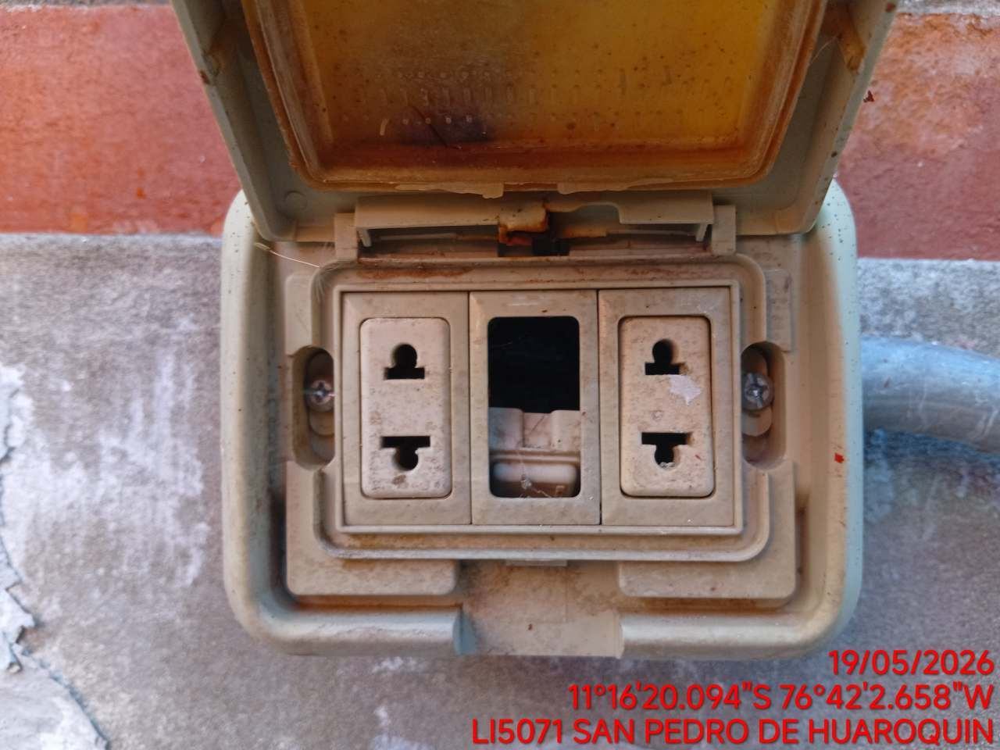 19/05/2026
11°16'20.094"S 76°42'2.658"W
LI5071 SAN PEDRO DE HUAROQUIN